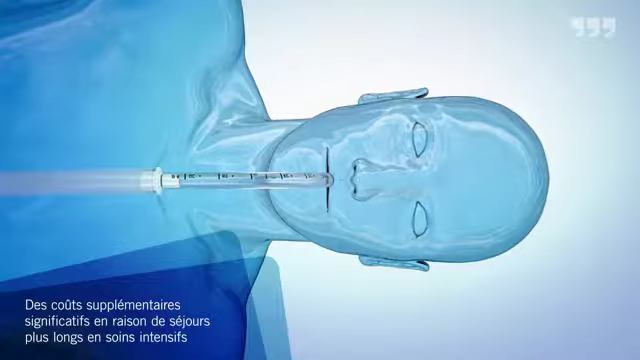 Des coûts supplémentaires
significatifs en raison de séjours
plus longs en soins intensifs